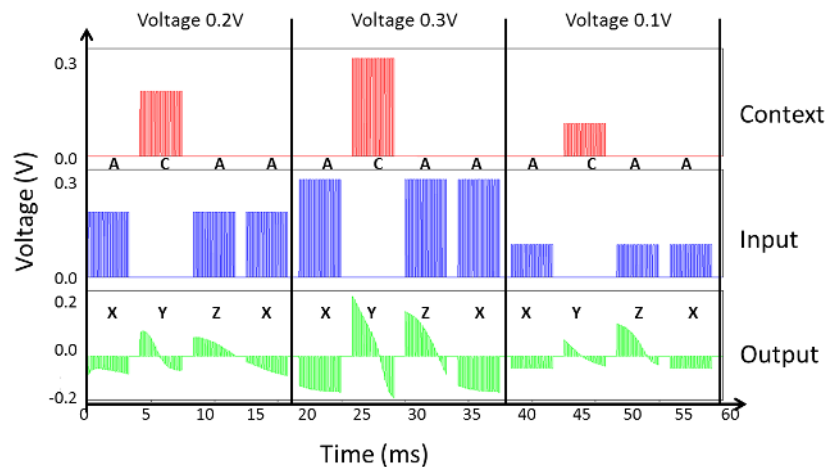 Voltage 0.2V Voltage 0.3V Voltage 0.1V
0.3
Context
0.0
A C A A A C A A A C A A
0.3
Voltage (V)
Input
0.0
0.2
X Y Z X X Y Z X X Y Z X
0.0
Output
-0.2
0 5 10 15 20 25 30 35 40 45 50 55 60
Time (ms)